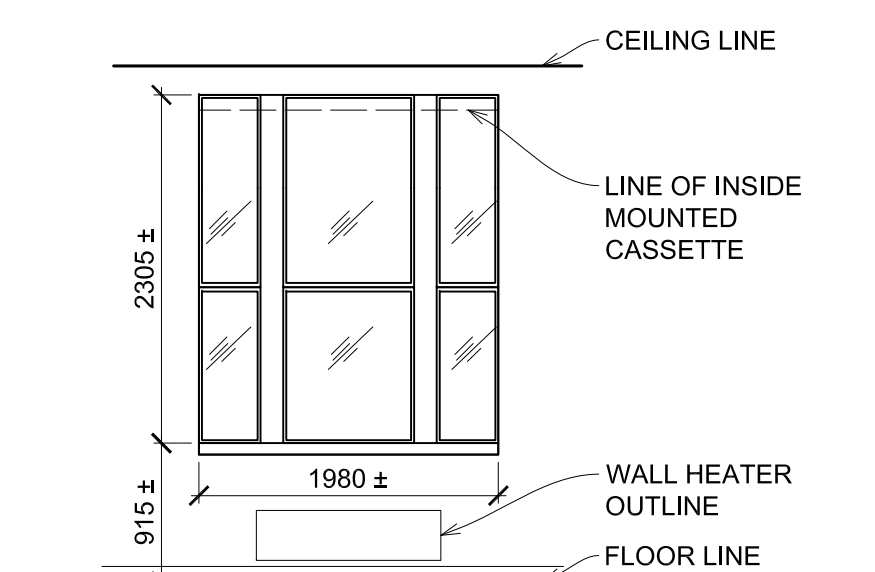 CEILING LINE
LINE OF INSIDE
MOUNTED
CASSETTE
2305 ±
1980 ±
915 ±
WALL HEATER
OUTLINE
FLOOR LINE